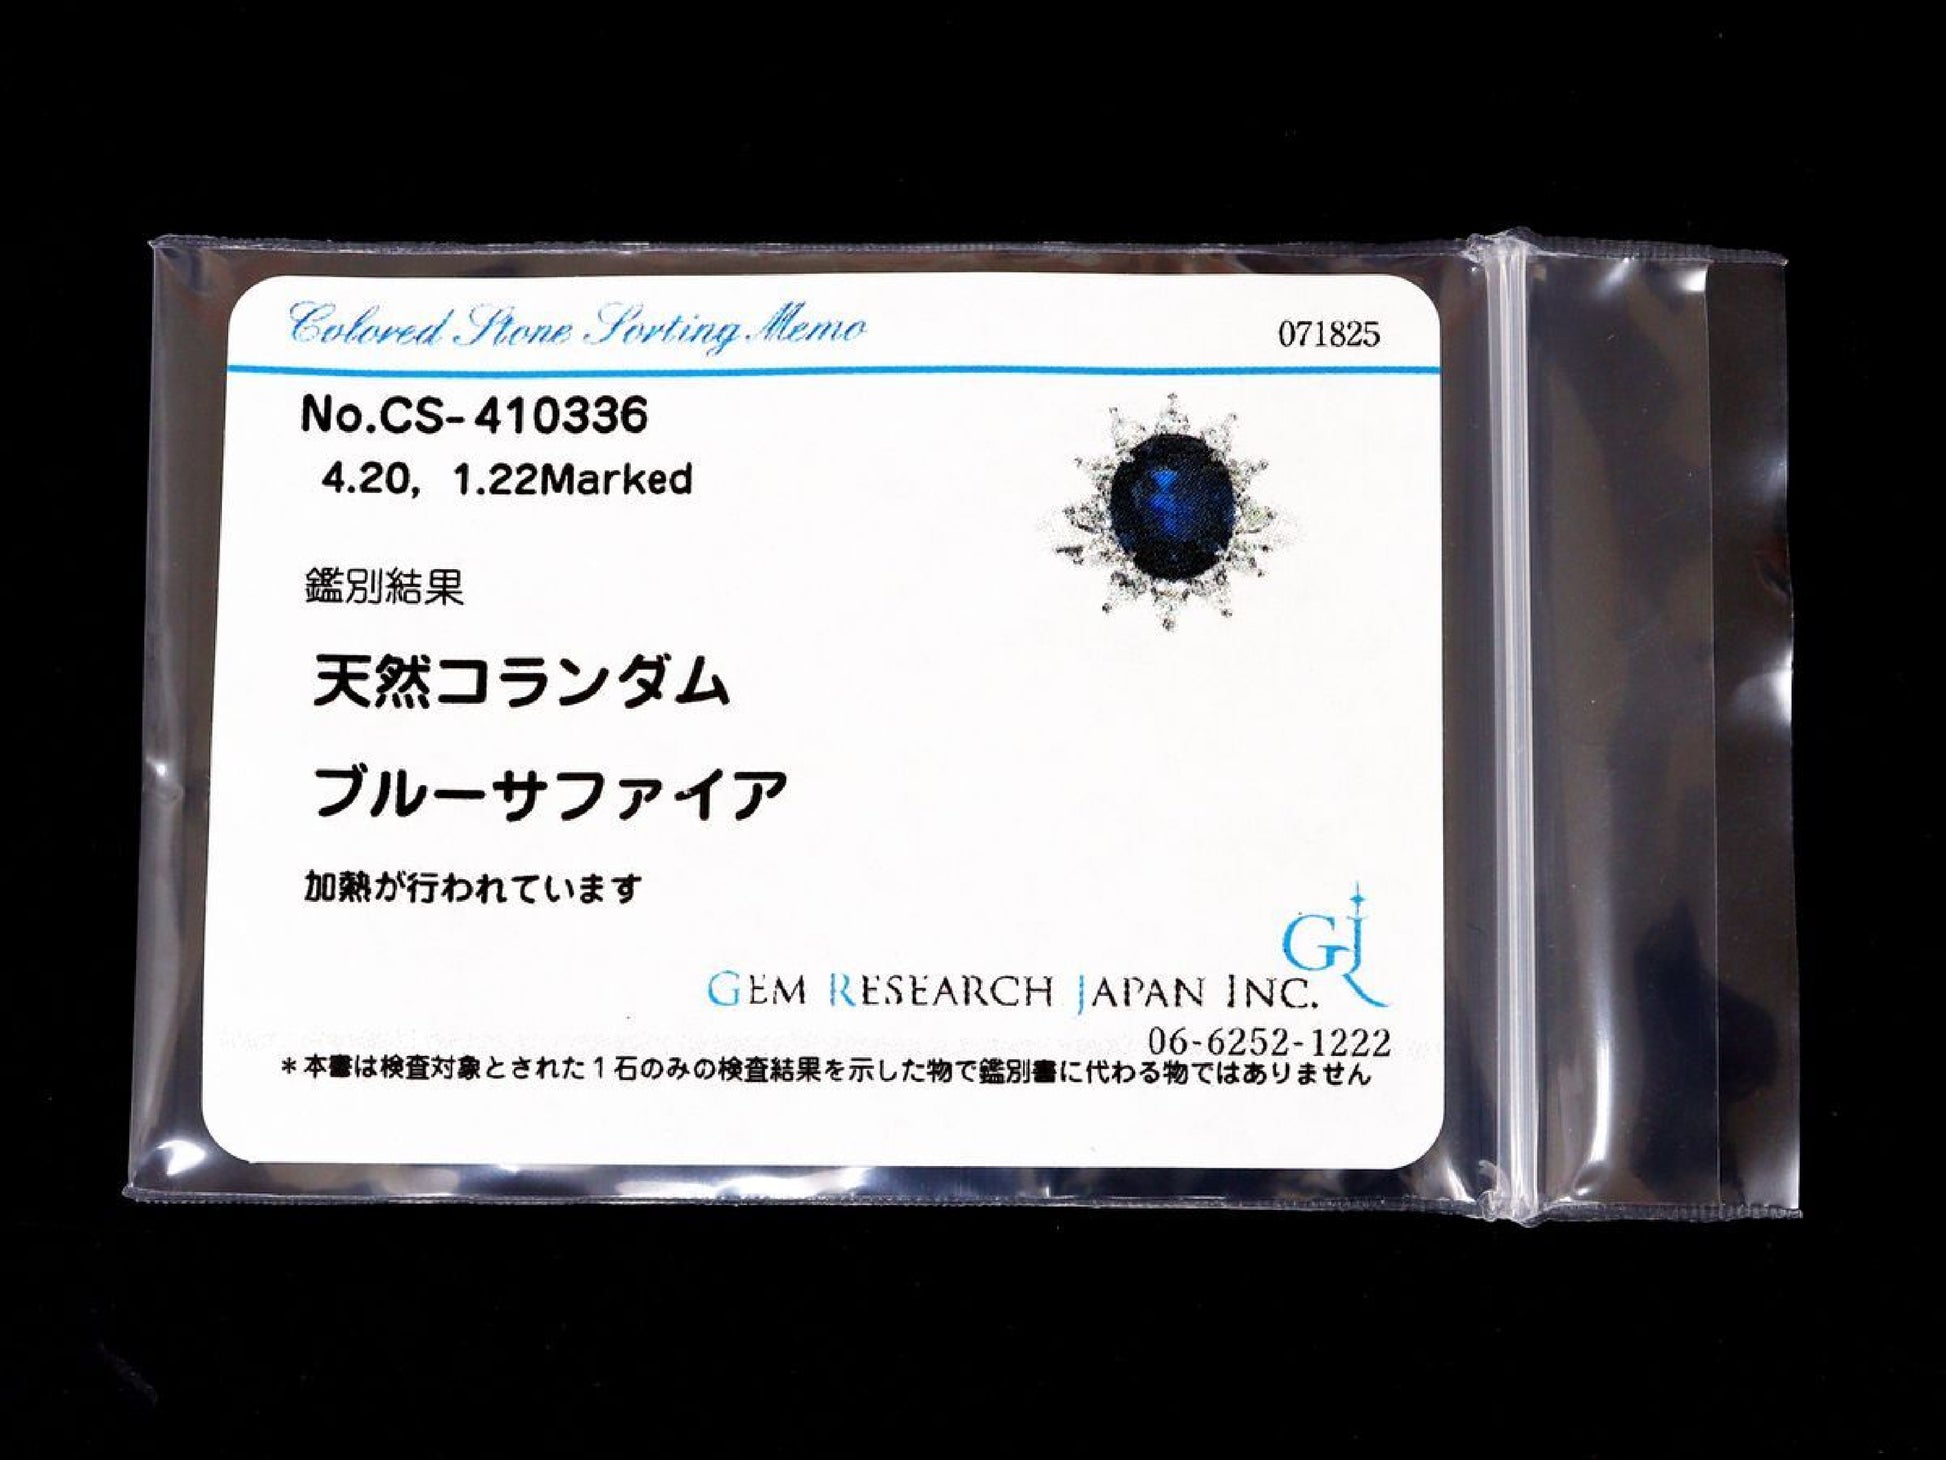 Colored Stone Sorting Memo
071825
No.CS-410336
4.20, 1.22Marked
鑑別結果
天然コランダム
ブルーサファイア
加熱が行われています
GJ
GEM RESEARCH JAPAN INC.
06-6252-1222
*本書は検査対象とされた1石のみの検査結果を示した物で鑑別書に代わる物ではありません